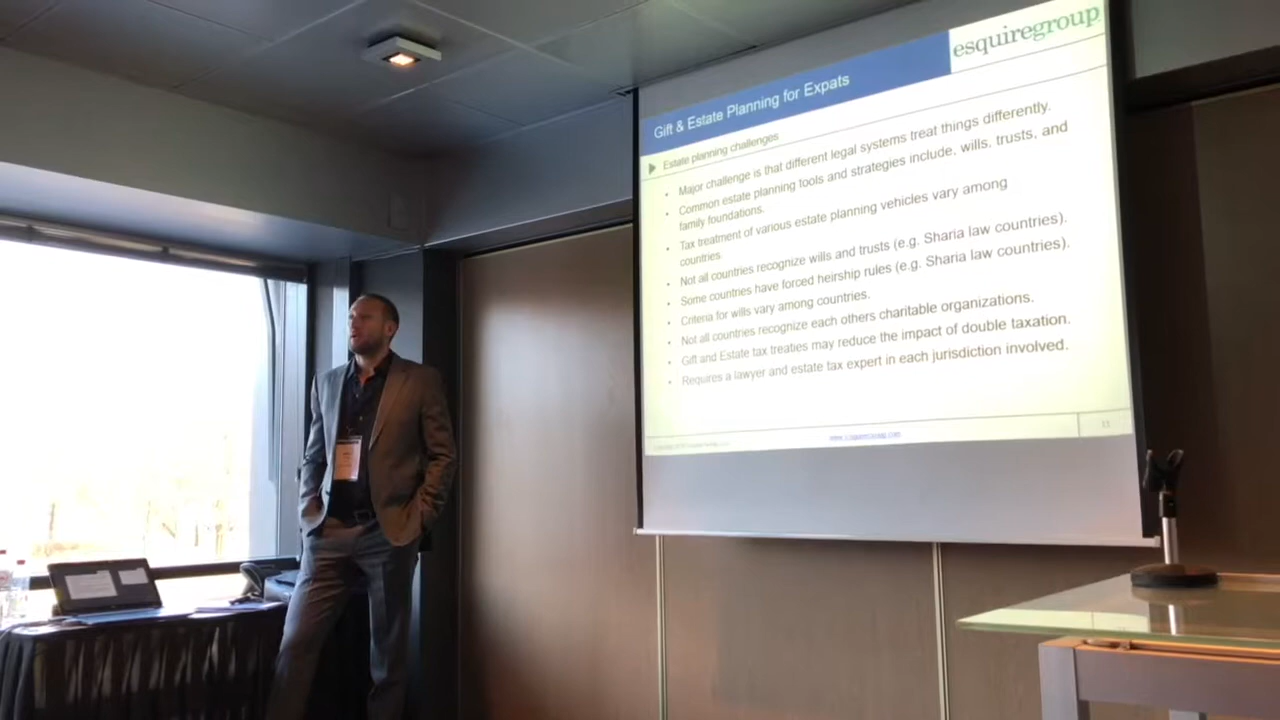 esquiregroup
Gift & Estate Planning for Expats
Estate planning challenges
• Major challenge is that different legal systems treat things differently.
• Common estate planning tools and strategies include, wills, trusts, and
family foundations.
• Tax treatment of various estate planning vehicles vary among
countries.
• Not all countries recognize wills and trusts (e.g. Sharia law countries).
• Some countries have forced heirship rules (e.g. Sharia law countries).
• Criteria for wills vary among countries.
• Not all countries recognize each others charitable organizations.
• Gift and Estate tax treaties may reduce the impact of double taxation.
• Requires a lawyer and estate tax expert in each jurisdiction involved.